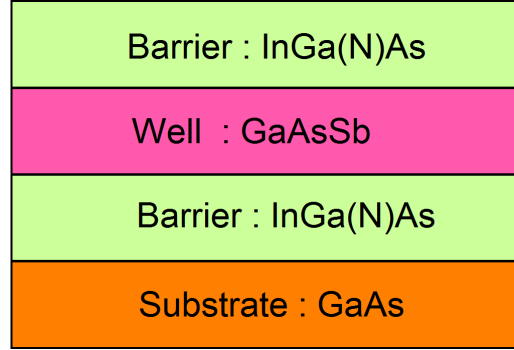 Barrier : InGa(N)As
Well : GaAsSb
Barrier : InGa(N)As
Substrate : GaAs